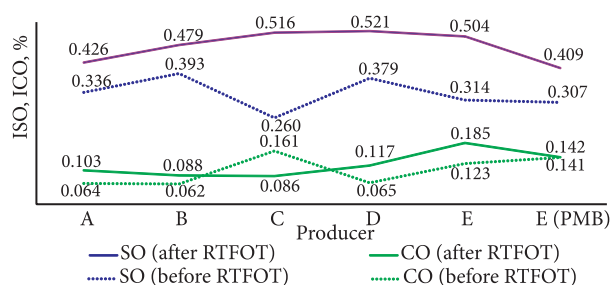 ISO, ICO, %
0.426 0.479 0.516 0.521 0.504 0.409
0.336 0.393 0.260 0.379 0.314 0.307
0.103 0.088 0.161 0.117 0.185 0.142
0.064 0.062 0.086 0.065 0.123 0.141
A B C D E E (PMB)
Producer
SO (after RTFOT) CO (after RTFOT)
SO (before RTFOT) CO (before RTFOT)